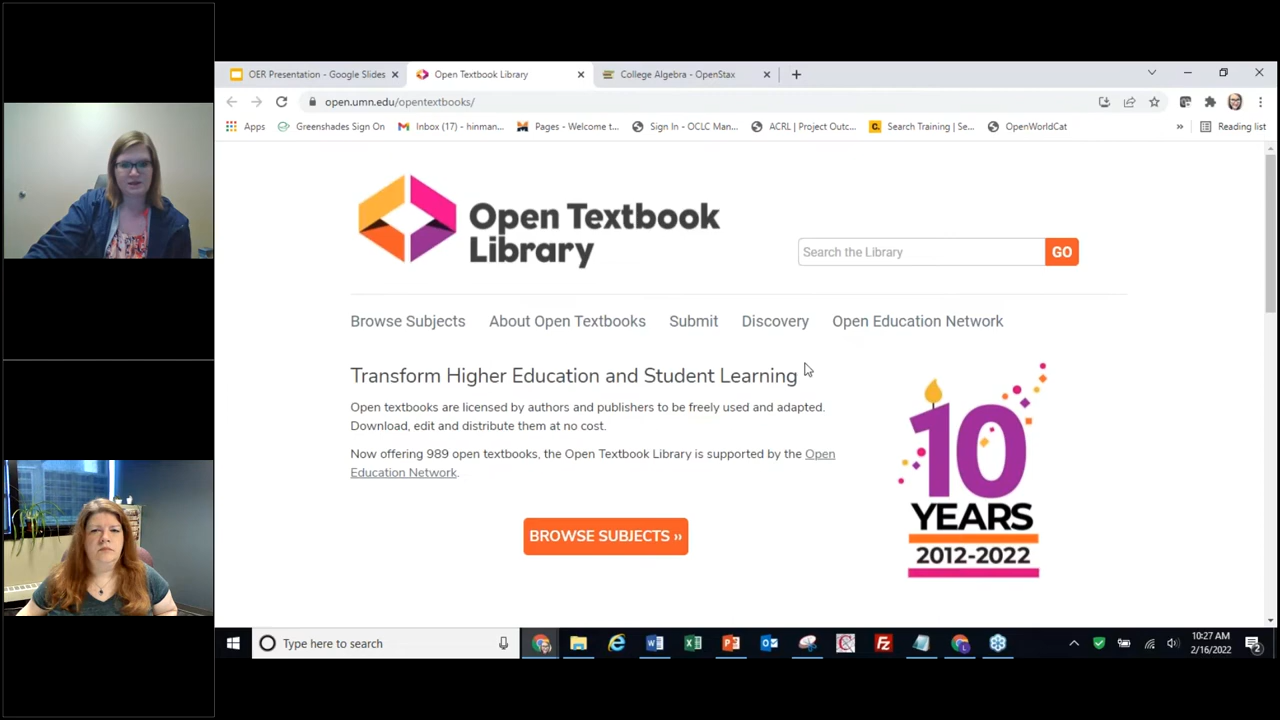 OER Presentation - Google Slides
Open Textbook Library
College Algebra - OpenStax
open.umn.edu/opentextbooks/
Apps
Greenshades Sign On
Inbox (17) - hinman...
Pages - Welcome t...
Sign In - OCLC Man...
ACRL | Project Outc...
Search Training | Se...
OpenWorldCat
»
Reading list
Open Textbook
Library
Search the Library
GO
Browse Subjects
About Open Textbooks
Submit
Discovery
Open Education Network
Transform Higher Education and Student Learning
Open textbooks are licensed by authors and publishers to be freely used and adapted.
Download, edit and distribute them at no cost.
Now offering 989 open textbooks, the Open Textbook Library is supported by the Open
Education Network.
BROWSE SUBJECTS ››
10
YEARS
2012-2022
Type here to search
10:27 AM
2/16/2022
2